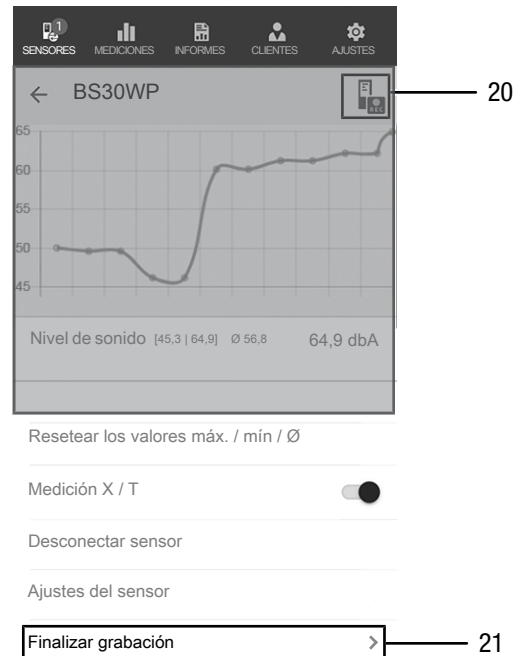 1
SENSORES MEDICIONES INFORMES CLIENTES AJUSTES
BS30WP
REC
20
65
60
55
50
45
Nivel de sonido [45,3 | 64,9] Ø 56,8 64,9 dbA
Resetear los valores máx. / mín / Ø
Medición X / T
Desconectar sensor
Ajustes del sensor
Finalizar grabación
21